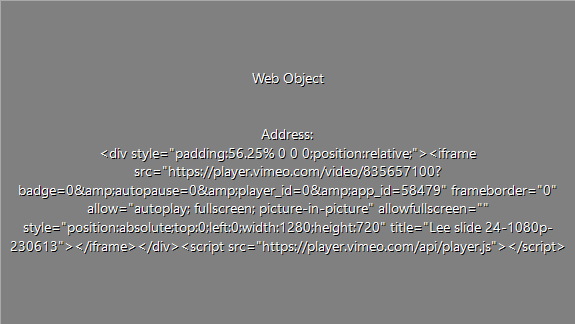 Web Object
Address:
<div style="padding:56.25% 0 0 0;position:relative;"><iframe
src="https://player.vimeo.com/video/835657100?
badge=0&amp;autopause=0&amp;player_id=0&amp;app_id=58479" frameborder="0"
allow="autoplay; fullscreen; picture-in-picture" allowfullscreen=""
style="position:absolute;top:0;left:0;width:1280;height:720" title="Lee slide 24-1080p-
230613"></iframe></div><script src="https://player.vimeo.com/api/player.js"></script>